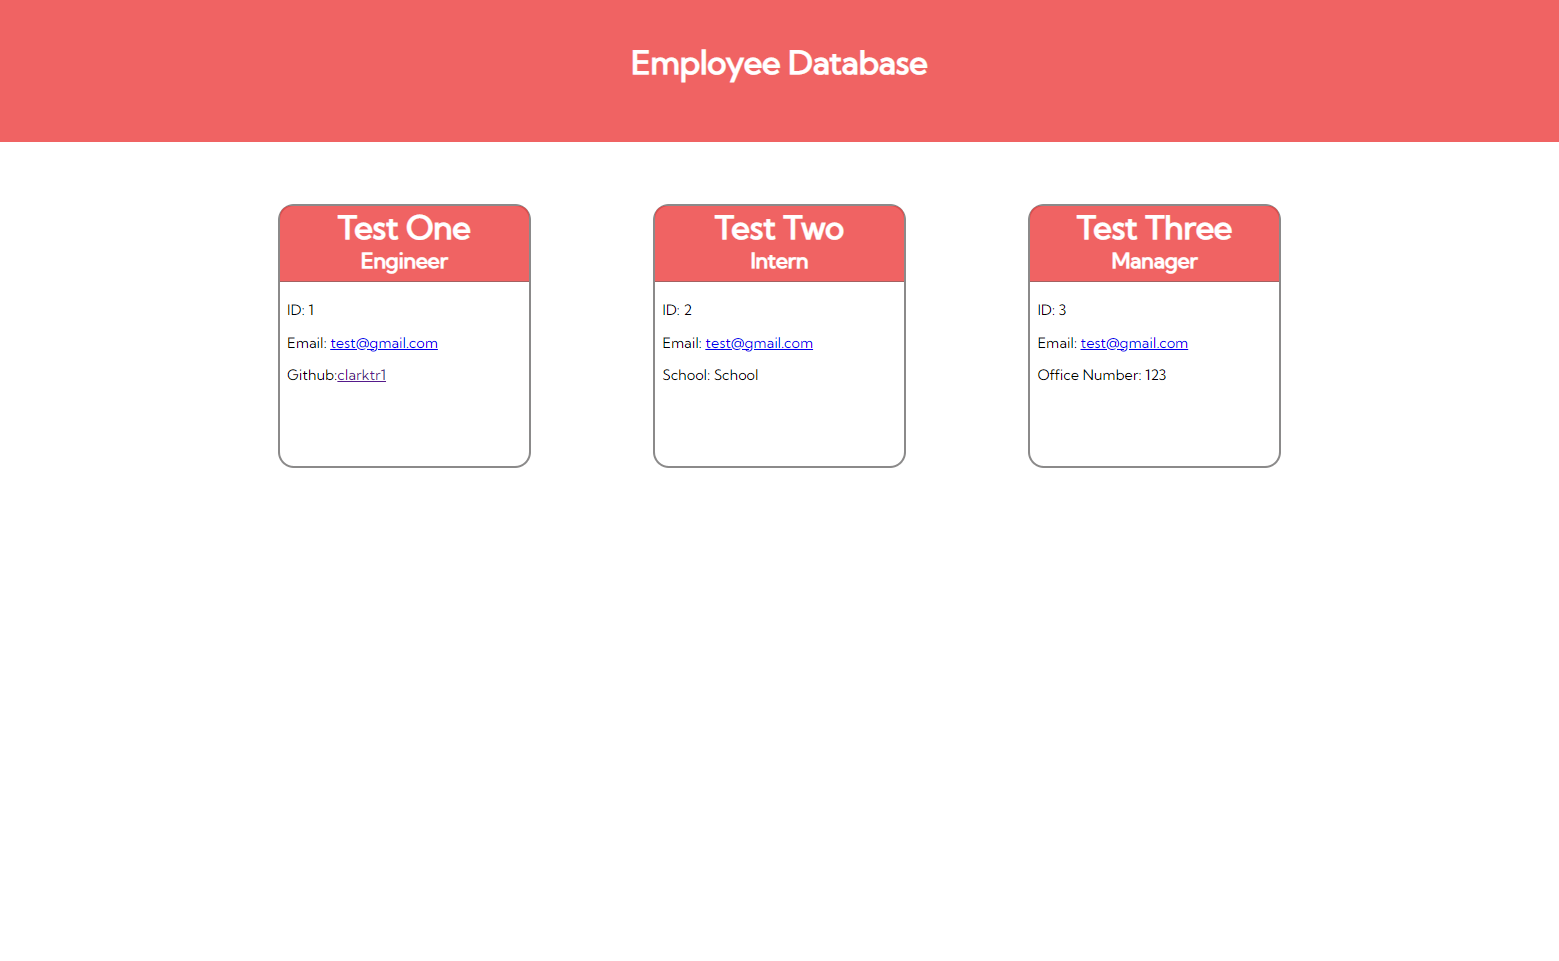 Employee Database
Test One
Engineer
ID: 1
Email: test@gmail.com
Github:clarktr1
Test Two
Intern
ID: 2
Email: test@gmail.com
School: School
Test Three
Manager
ID: 3
Email: test@gmail.com
Office Number: 123